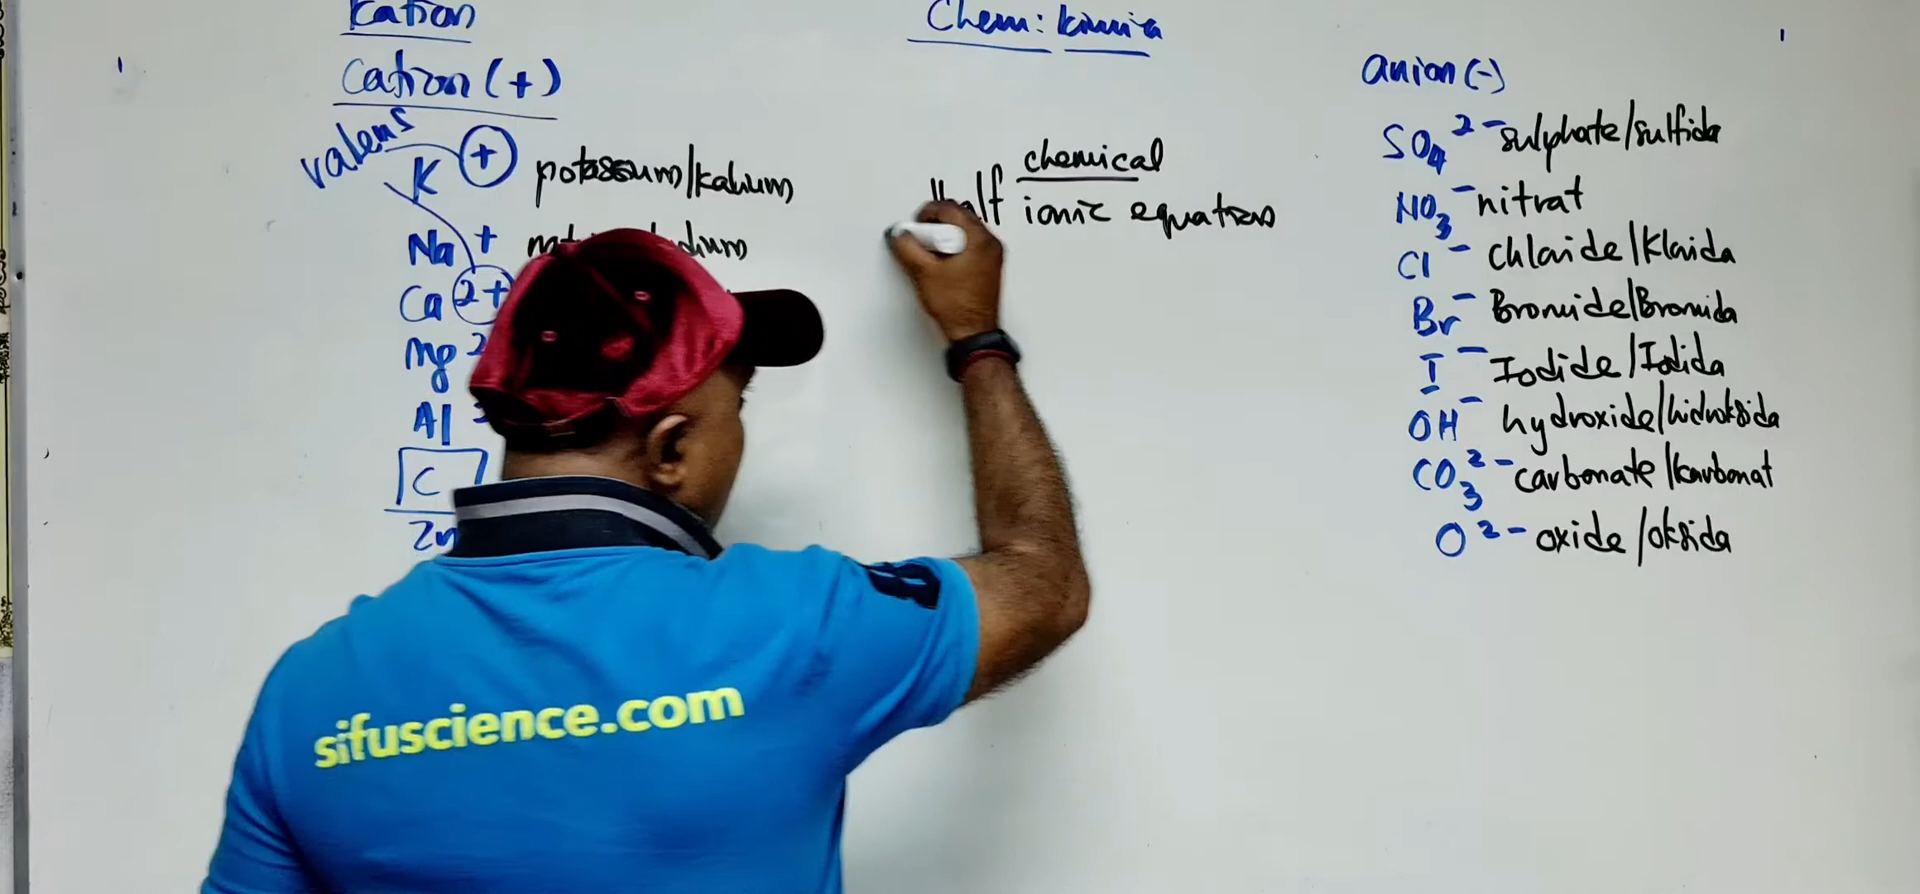 Kation
Cation (+)
valens
K + potassium/kalium
Na +
Ca 2+
Mg 2
Al
C
Zn
Chem: kimia
chemical
Half ionic equations
anion (-)
SO4 2- sulphate/sulfida
NO3 - nitrat
Cl - chloride/Klorida
Br - Bromide/Bromida
I - Iodide/Iodida
OH - hydroxide/hidroksida
CO3 2- carbonate/karbonat
O 2- oxide/oksida
sifuscience.com